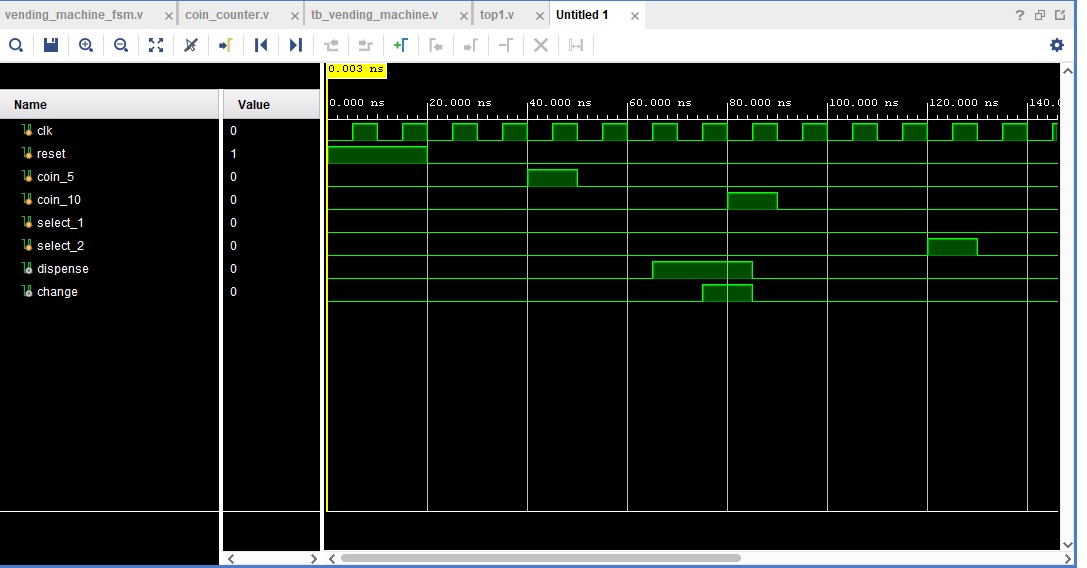 vending_machine_fsm.v × coin_counter.v × tb_vending_machine.v × top1.v × Untitled 1 × ?
0.003 ns
Name Value 0.000 ns 20.000 ns 40.000 ns 60.000 ns 80.000 ns 100.000 ns 120.000 ns 140.0
clk 0
reset 1
coin_5 0
coin_10 0
select_1 0
select_2 0
dispense 0
change 0